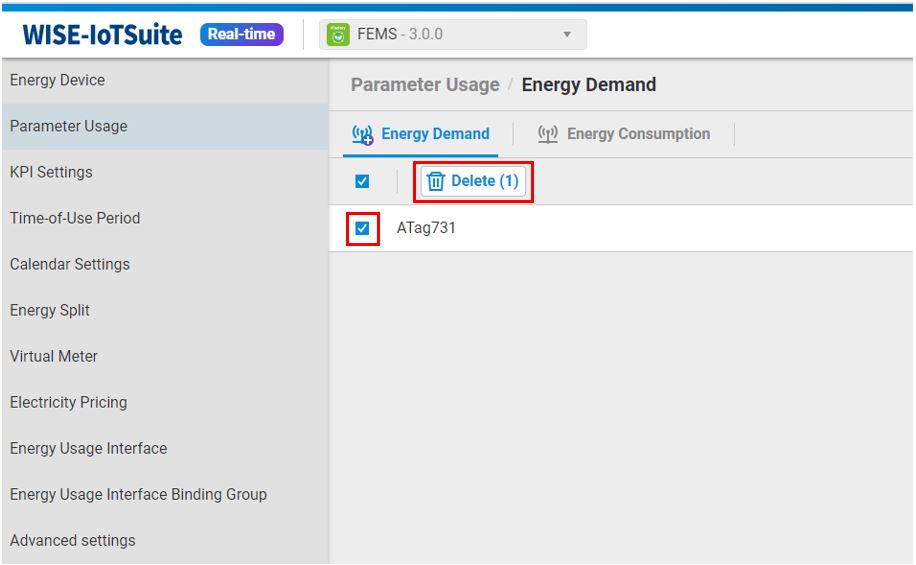 WISE-IoTSuite Real-time FEMS - 3.0.0
Energy Device
Parameter Usage
KPI Settings
Time-of-Use Period
Calendar Settings
Energy Split
Virtual Meter
Electricity Pricing
Energy Usage Interface
Energy Usage Interface Binding Group
Advanced settings
Parameter Usage / Energy Demand
Energy Demand Energy Consumption
Delete (1)
ATag731